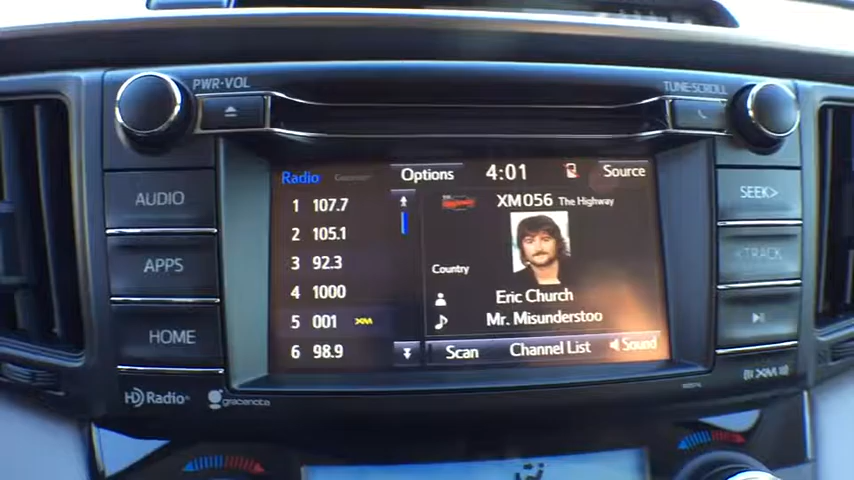 PWR·VOL
TUNE·SCROLL
AUDIO
APPS
HOME
HD Radio
gracenote
Radio
Options
4:01
Source
1 107.7
2 105.1
3 92.3
4 1000
5 001 XM
6 98.9
XM056 The Highway
Country
Eric Church
Mr. Misunderstoo
Scan
Channel List
Sound
SEEK>
<TRACK
((XM))